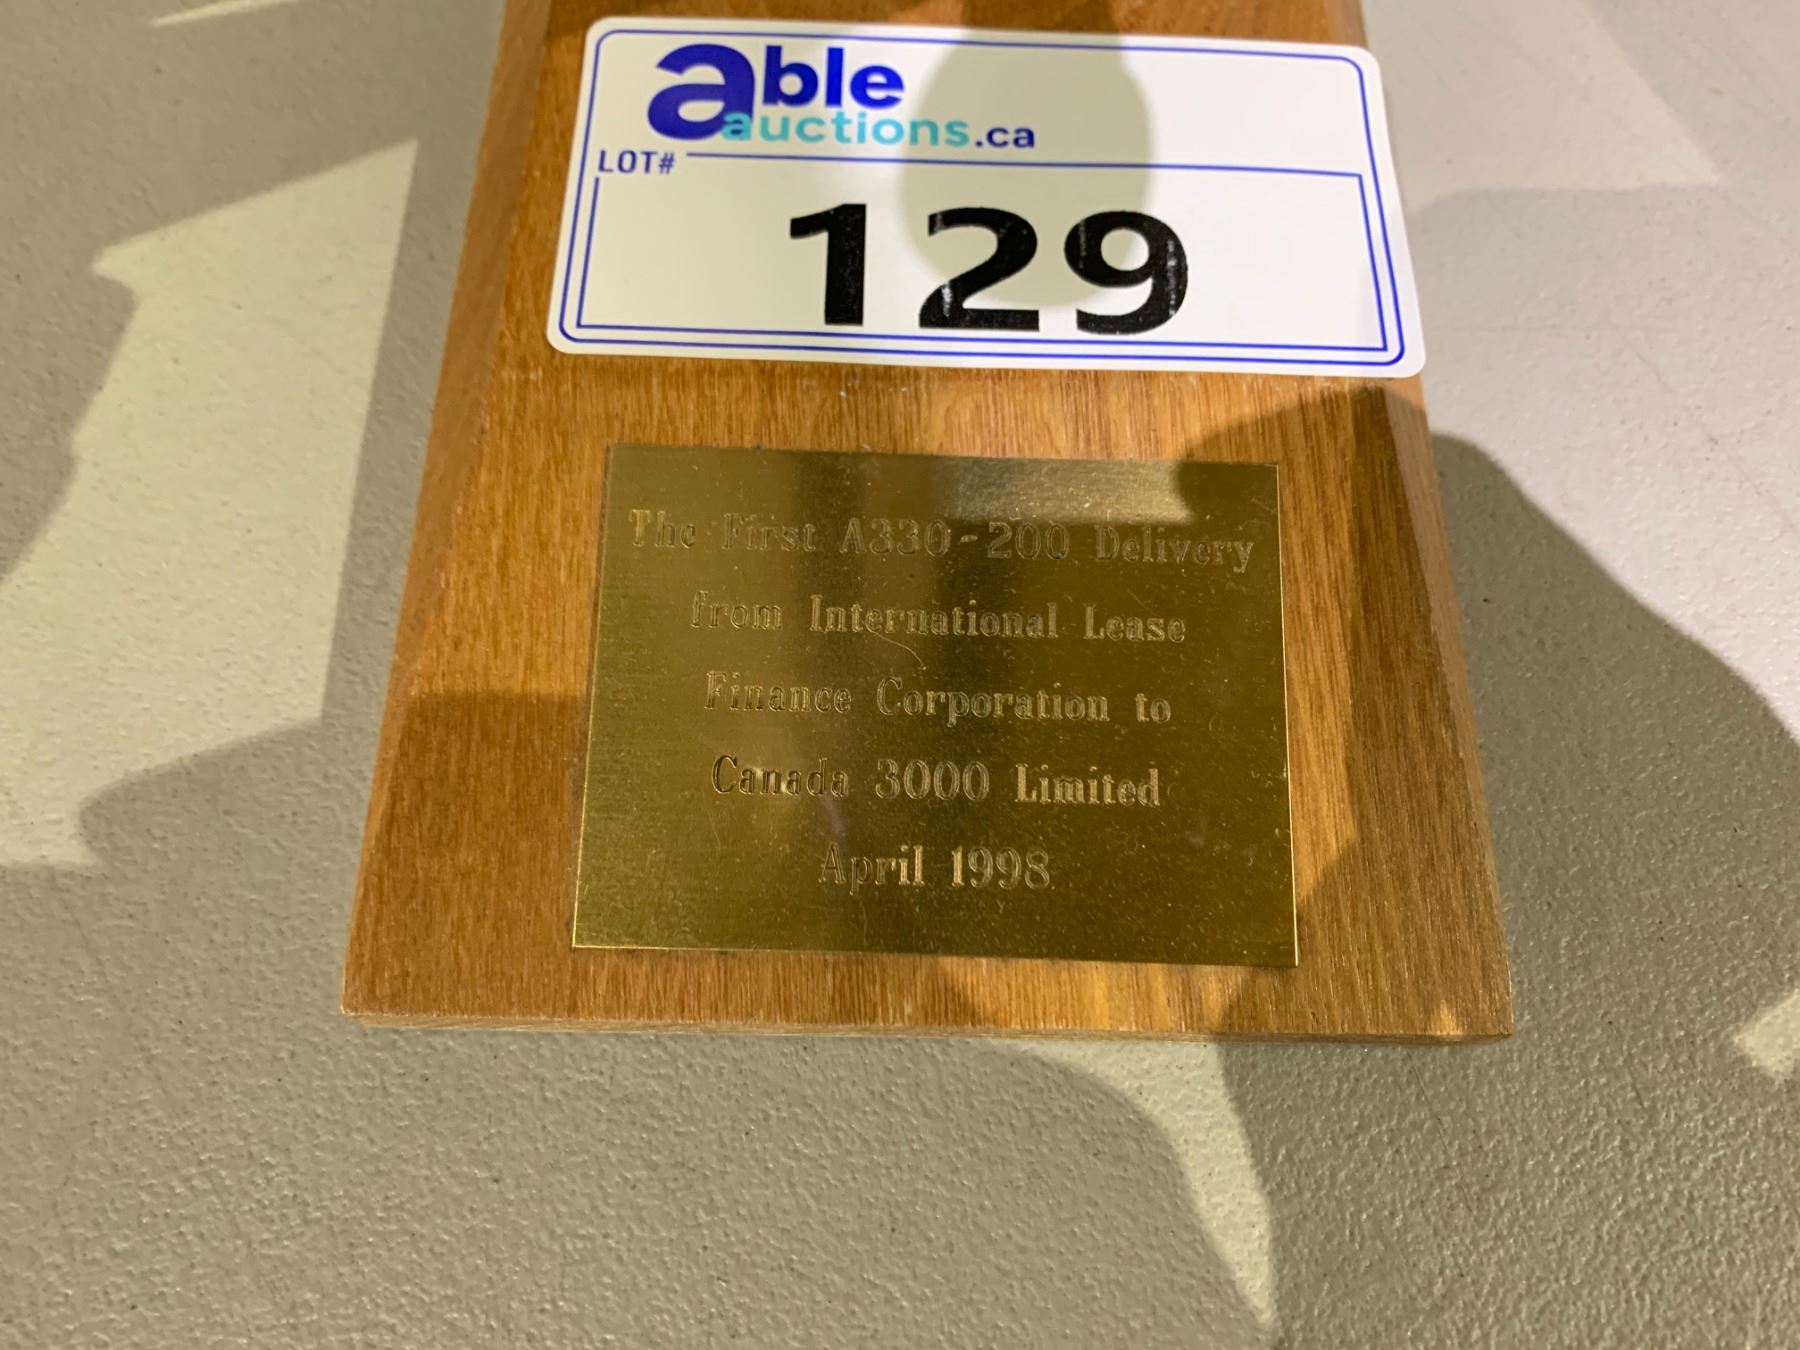 able
auctions.ca
LOT#
129
The First A330-200 Delivery
from International Lease
Finance Corporation to
Canada 3000 Limited
April 1998